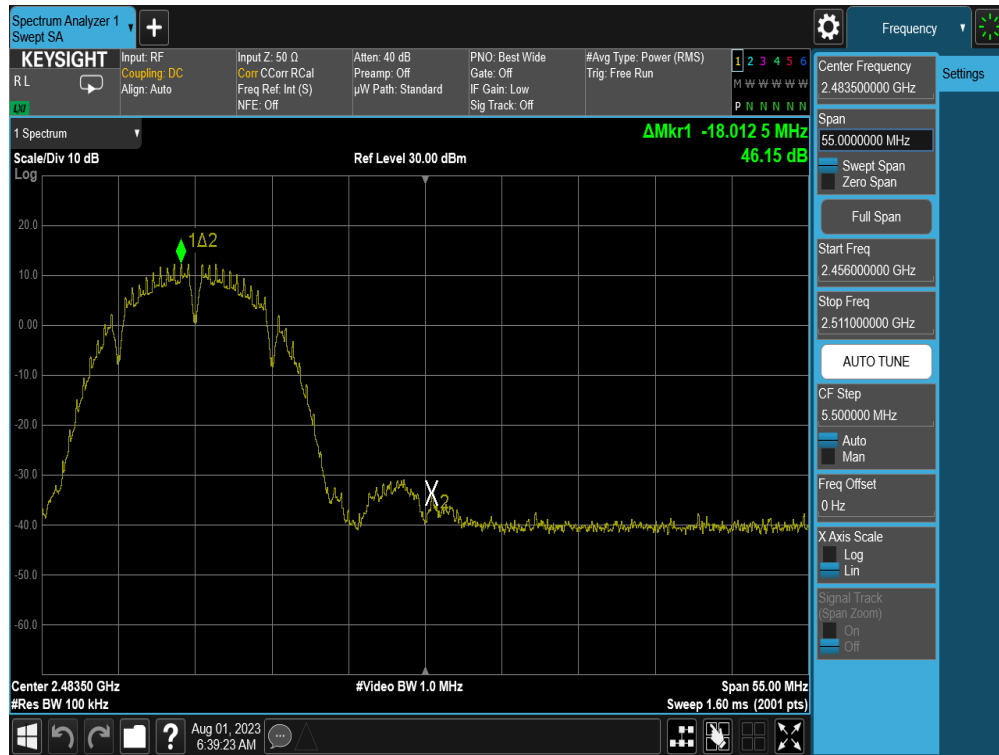 Spectrum Analyzer 1
Swept SA
Frequency
KEYSIGHT
R L
LXI
Input: RF
Coupling: DC
Align: Auto
Input Z: 50 Ω
Corr CCorr RCal
Freq Ref: Int (S)
NFE: Off
Atten: 40 dB
Preamp: Off
µW Path: Standard
PNO: Best Wide
Gate: Off
IF Gain: Low
Sig Track: Off
#Avg Type: Power (RMS)
Trig: Free Run
1 2 3 4 5 6
M W W W W W
P N N N N N
Center Frequency
2.483500000 GHz
Settings
Span
55.0000000 MHz
Swept Span
Zero Span
Full Span
Start Freq
2.456000000 GHz
Stop Freq
2.511000000 GHz
AUTO TUNE
CF Step
5.500000 MHz
Auto
Man
Freq Offset
0 Hz
X Axis Scale
Log
Lin
Signal Track
(Span Zoom)
On
Off
1 Spectrum
ΔMkr1 -18.012 5 MHz
Scale/Div 10 dB
Ref Level 30.00 dBm
46.15 dB
Log
20.0
1Δ2
10.0
0.00
-10.0
-20.0
-30.0
X2
-40.0
-50.0
-60.0
Center 2.48350 GHz
#Video BW 1.0 MHz
Span 55.00 MHz
#Res BW 100 kHz
Sweep 1.60 ms (2001 pts)
?
Aug 01, 2023
6:39:23 AM